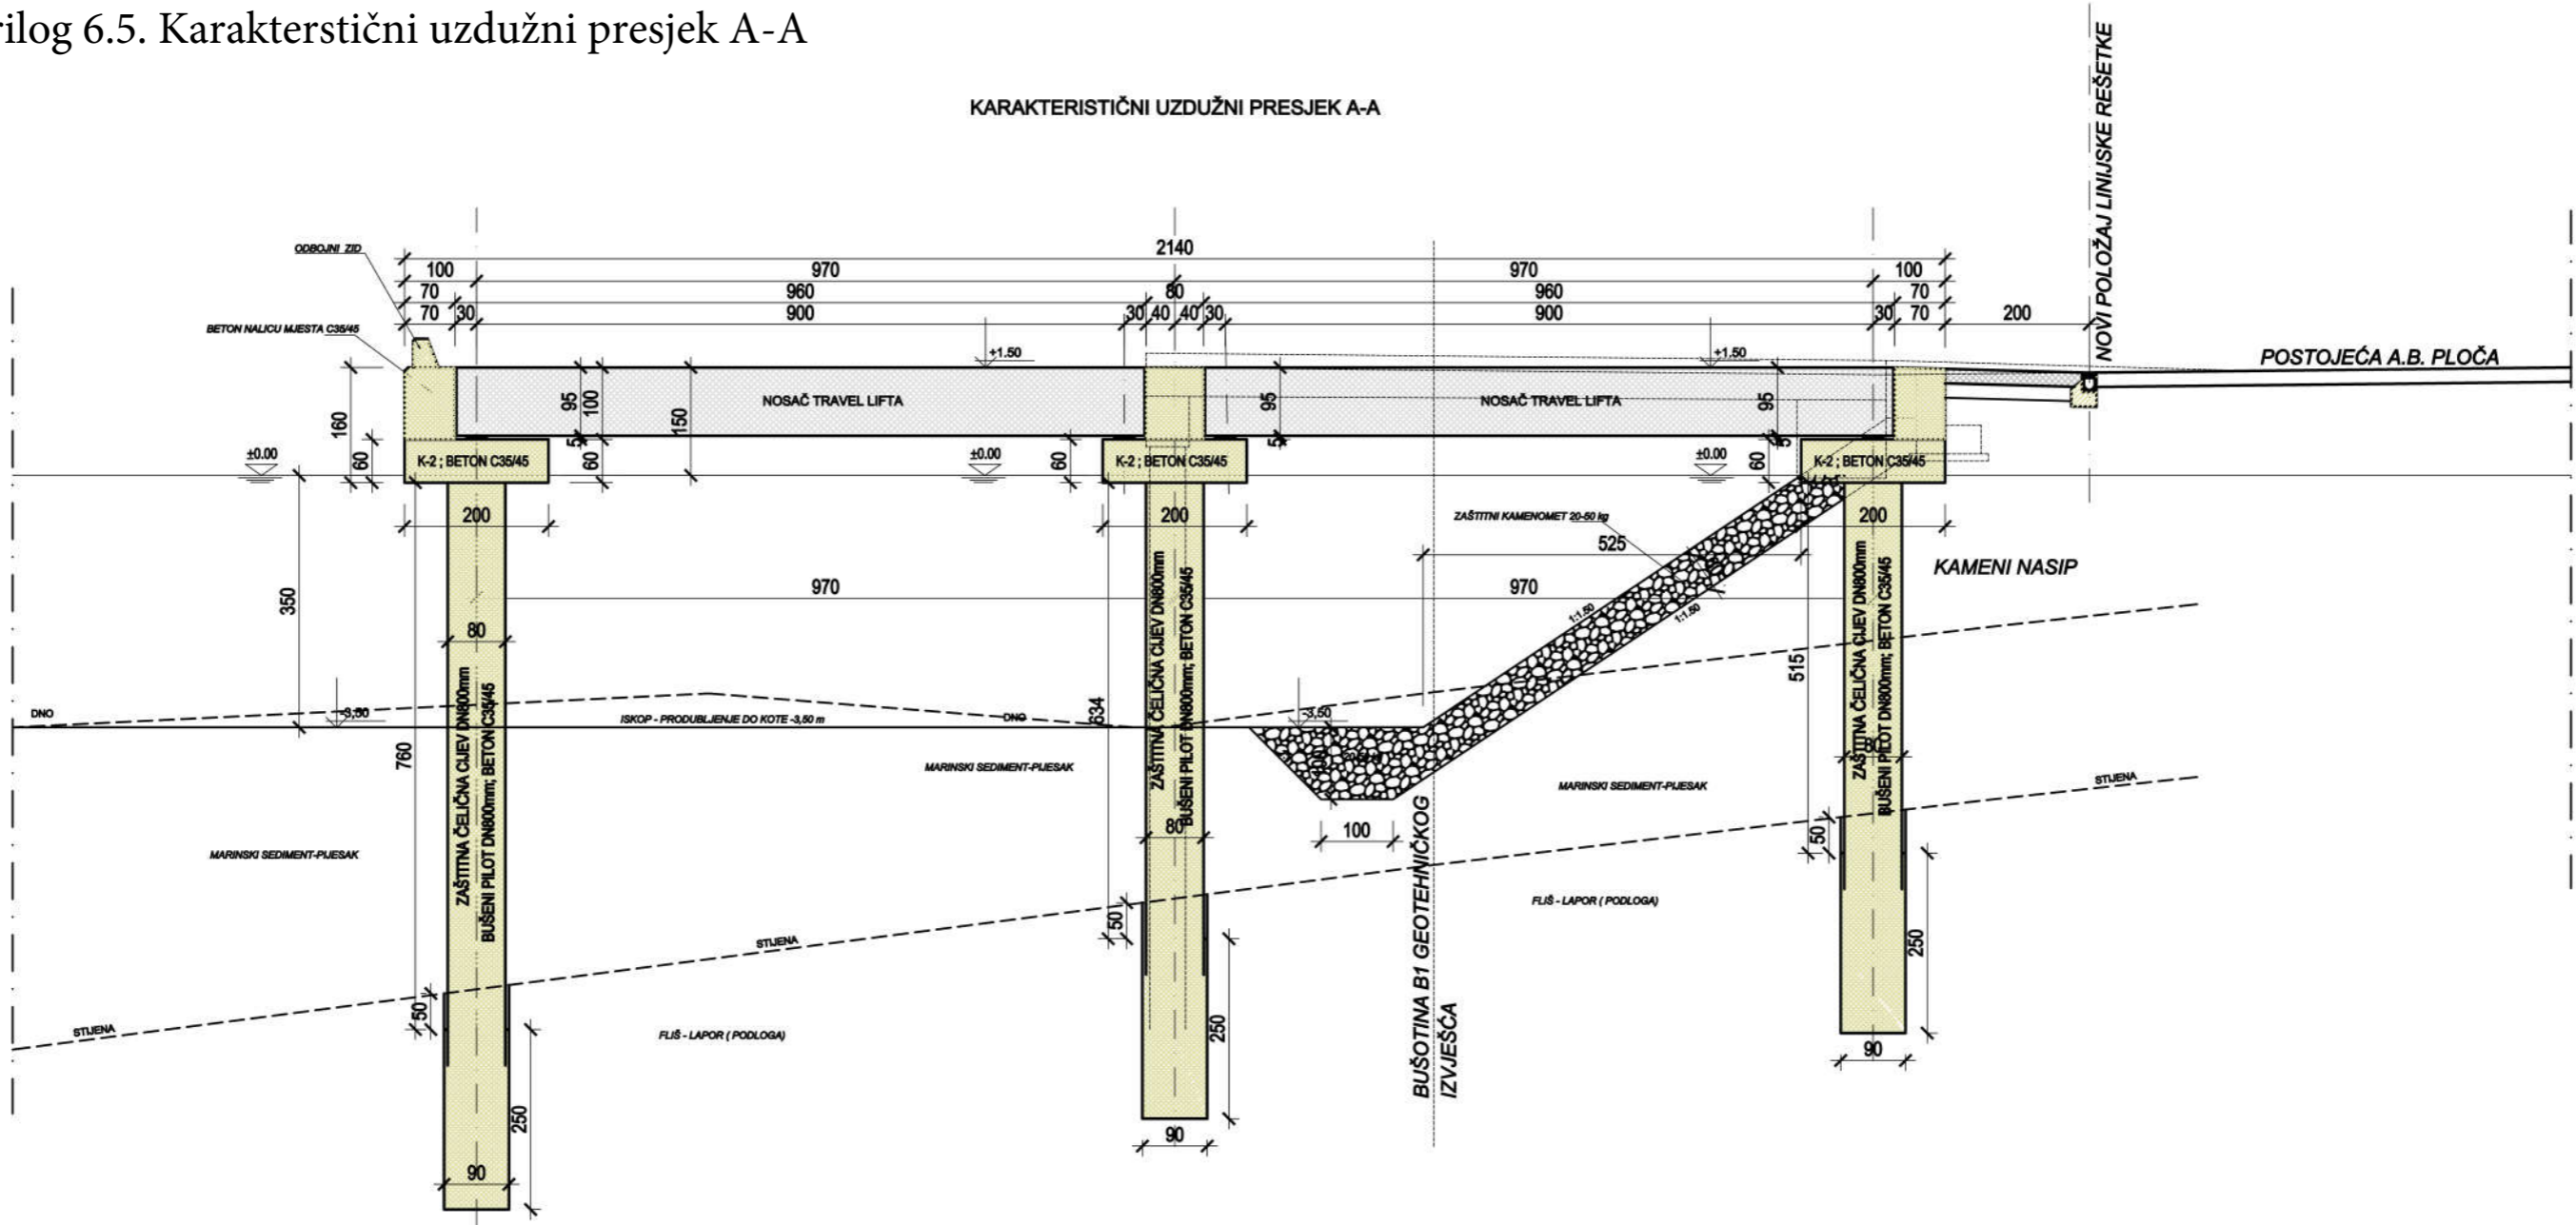 rilog 6.5. Karakterstični uzdužni presjek A-A
KARAKTERISTIČNI UZDUŽNI PRESJEK A-A
NOVI POLOŽAJ LINIJSKE REŠETKE
ODBOJNI ZID
2140
100 970 970 100
70 960 80 960 70
70 30 900 30 40 40 30 900 30 70 200
BETON NALICU MJESTA C35/45
+1.50 +1.50
POSTOJEĆA A.B. PLOČA
160 95 100 150 95 95
NOSAČ TRAVEL LIFTA NOSAČ TRAVEL LIFTA
5 5 5
±0.00 ±0.00 ±0.00
60 60 60 60
K-2 ; BETON C35/45 K-2 ; BETON C35/45 K-2 ; BETON C35/45
200 200 200
ZAŠTITNI KAMENOMET 20-50 kg
525
KAMENI NASIP
350 970 970
1:1.50
1:1.50
80
515
ZAŠTITNA ČELIČNA CIJEV DN800mm
BUŠENI PILOT DN800mm; BETON C35/45
ZAŠTITNA ČELIČNA CIJEV DN800mm
BUŠENI PILOT DN800mm; BETON C35/45
ZAŠTITNA ČELIČNA CIJEV DN800mm
BUŠENI PILOT DN800mm; BETON C35/45
DNO -3,50 ISKOP - PRODUBLJENJE DO KOTE -3,50 m DNO -3,50
634
760
80
MARINSKI SEDIMENT-PIJESAK MARINSKI SEDIMENT-PIJESAK
STIJENA
80 100 50
MARINSKI SEDIMENT-PIJESAK
BUŠOTINA B1 GEOTEHNIČKOG
IZVJEŠĆA
FLIŠ - LAPOR ( PODLOGA)
50
STIJENA
250
50
STIJENA
FLIŠ - LAPOR ( PODLOGA)
250
90
250
90
90